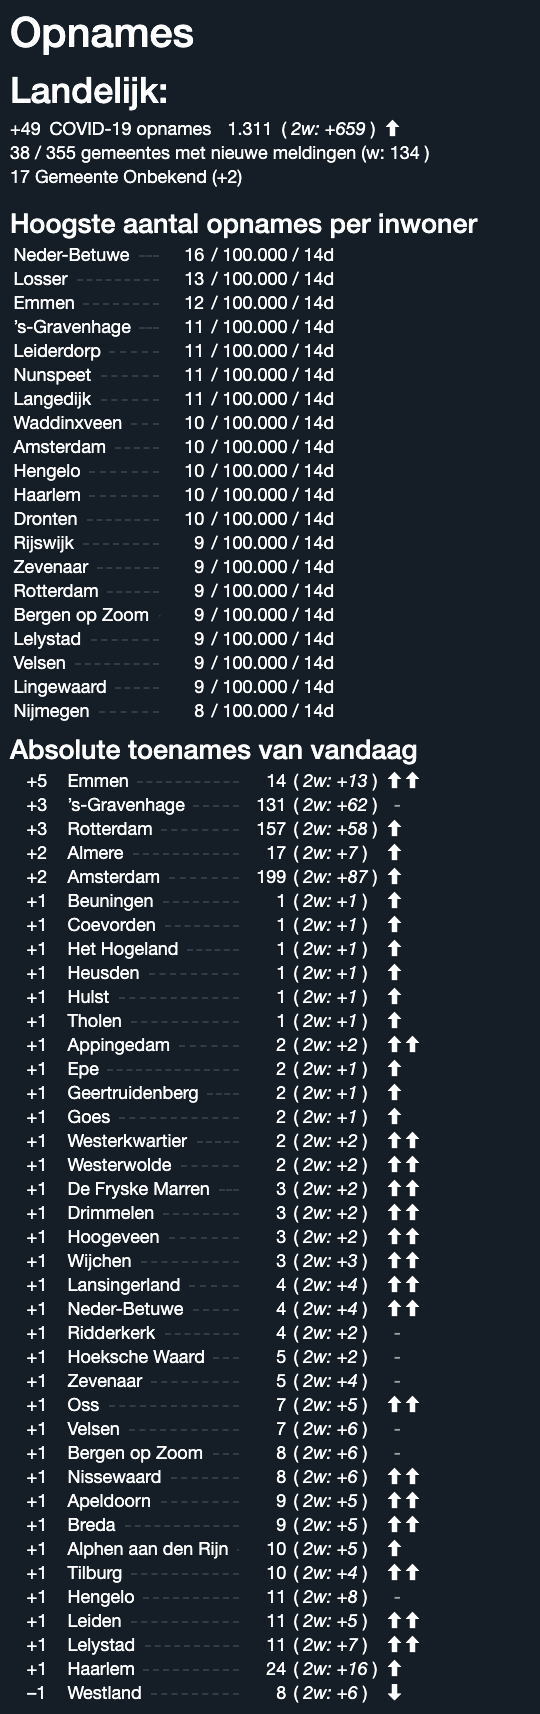 Opnames
Landelijk:
+49 COVID-19 opnames 1.311 ( 2w: +659 ) ⬆
38 / 355 gemeentes met nieuwe meldingen (w: 134 )
17 Gemeente Onbekend (+2)
Hoogste aantal opnames per inwoner
Neder-Betuwe --- 16 / 100.000 / 14d
Losser --------- 13 / 100.000 / 14d
Emmen -------- 12 / 100.000 / 14d
's-Gravenhage --- 11 / 100.000 / 14d
Leiderdorp ----- 11 / 100.000 / 14d
Nunspeet ------ 11 / 100.000 / 14d
Langedijk ------ 11 / 100.000 / 14d
Waddinxveen --- 10 / 100.000 / 14d
Amsterdam ---- 10 / 100.000 / 14d
Hengelo ------- 10 / 100.000 / 14d
Haarlem ------- 10 / 100.000 / 14d
Dronten ------- 10 / 100.000 / 14d
Rijswijk -------- 9 / 100.000 / 14d
Zevenaar ------ 9 / 100.000 / 14d
Rotterdam ----- 9 / 100.000 / 14d
Bergen op Zoom - 9 / 100.000 / 14d
Lelystad ------- 9 / 100.000 / 14d
Velsen --------- 9 / 100.000 / 14d
Lingewaard ----- 9 / 100.000 / 14d
Nijmegen ------ 8 / 100.000 / 14d
Absolute toenames van vandaag
+5 Emmen ----------- 14 ( 2w: +13 ) ⬆⬆
+3 's-Gravenhage ----- 131 ( 2w: +62 ) -
+3 Rotterdam -------- 157 ( 2w: +58 ) ⬆
+2 Almere ----------- 17 ( 2w: +7 ) ⬆
+2 Amsterdam ------- 199 ( 2w: +87 ) ⬆
+1 Beuningen -------- 1 ( 2w: +1 ) ⬆
+1 Coevorden -------- 1 ( 2w: +1 ) ⬆
+1 Het Hogeland ------ 1 ( 2w: +1 ) ⬆
+1 Heusden ---------- 1 ( 2w: +1 ) ⬆
+1 Hulst ------------- 1 ( 2w: +1 ) ⬆
+1 Tholen ------------ 1 ( 2w: +1 ) ⬆
+1 Appingedam ------- 2 ( 2w: +2 ) ⬆⬆
+1 Epe -------------- 2 ( 2w: +1 ) ⬆
+1 Geertruidenberg ---- 2 ( 2w: +1 ) ⬆
+1 Goes ------------- 2 ( 2w: +1 ) ⬆
+1 Westerkwartier ----- 2 ( 2w: +2 ) ⬆⬆
+1 Westerwolde ------- 2 ( 2w: +2 ) ⬆⬆
+1 De Fryske Marren --- 3 ( 2w: +2 ) ⬆⬆
+1 Drimmelen -------- 3 ( 2w: +2 ) ⬆⬆
+1 Hoogeveen -------- 3 ( 2w: +2 ) ⬆⬆
+1 Wijchen ----------- 3 ( 2w: +3 ) ⬆⬆
+1 Lansingerland ------ 4 ( 2w: +4 ) ⬆⬆
+1 Neder-Betuwe ------ 4 ( 2w: +4 ) ⬆⬆
+1 Ridderkerk --------- 4 ( 2w: +2 ) -
+1 Hoeksche Waard --- 5 ( 2w: +2 ) -
+1 Zevenaar ---------- 5 ( 2w: +4 ) -
+1 Oss -------------- 7 ( 2w: +5 ) ⬆⬆
+1 Velsen ------------ 7 ( 2w: +6 ) -
+1 Bergen op Zoom --- 8 ( 2w: +6 ) -
+1 Nissewaard ------- 8 ( 2w: +6 ) ⬆⬆
+1 Apeldoorn --------- 9 ( 2w: +5 ) ⬆⬆
+1 Breda ------------ 9 ( 2w: +5 ) ⬆⬆
+1 Alphen aan den Rijn - 10 ( 2w: +5 ) ⬆
+1 Tilburg ------------ 10 ( 2w: +4 ) ⬆⬆
+1 Hengelo ----------- 11 ( 2w: +8 ) -
+1 Leiden ------------ 11 ( 2w: +5 ) ⬆⬆
+1 Lelystad ---------- 11 ( 2w: +7 ) ⬆⬆
+1 Haarlem ---------- 24 ( 2w: +16 ) ⬆
−1 Westland --------- 8 ( 2w: +6 ) ⬇